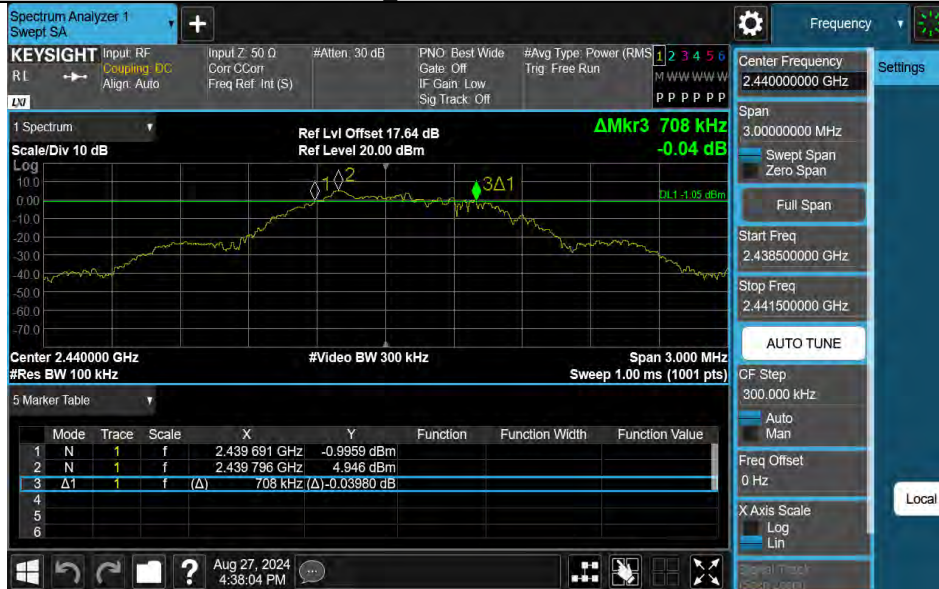 Spectrum Analyzer 1
Swept SA
+
Frequency
KEYSIGHT
RL
LXI
Input: RF
Coupling: DC
Align: Auto
Input Z: 50 Ω
Corr CCorr
Freq Ref: Int (S)
#Atten: 30 dB
PNO: Best Wide
Gate: Off
IF Gain: Low
Sig Track: Off
#Avg Type: Power (RMS
Trig: Free Run
1 2 3 4 5 6
M W W W W W
P P P P P P
1 Spectrum
Scale/Div 10 dB
Ref Lvl Offset 17.64 dB
Ref Level 20.00 dBm
ΔMkr3 708 kHz
-0.04 dB
Log
10.0
0.00
-10.0
-20.0
-30.0
-40.0
-50.0
-60.0
-70.0
1
2
3Δ1
DL1 -1.05 dBm
Center 2.440000 GHz
#Video BW 300 kHz
Span 3.000 MHz
#Res BW 100 kHz
Sweep 1.00 ms (1001 pts)
5 Marker Table
Mode Trace Scale X Y Function Function Width Function Value
1 N 1 f 2.439 691 GHz -0.9959 dBm
2 N 1 f 2.439 796 GHz 4.946 dBm
3 Δ1 1 f (Δ) 708 kHz (Δ) -0.03980 dB
4
5
6
?
Aug 27, 2024
4:38:04 PM
Center Frequency
2.440000000 GHz
Span
3.00000000 MHz
Swept Span
Zero Span
Full Span
Start Freq
2.438500000 GHz
Stop Freq
2.441500000 GHz
AUTO TUNE
CF Step
300.000 kHz
Auto
Man
Freq Offset
0 Hz
X Axis Scale
Log
Lin
Signal Track
(Span Zoom)
Settings
Local